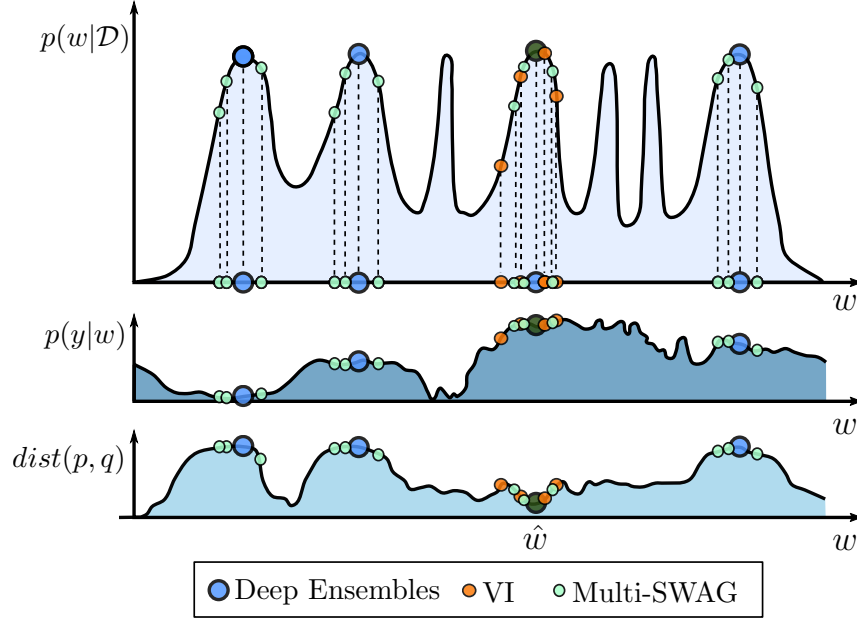 p(w|𝒟)
w
p(y|w)
w
dist(p, q)
ŵ
w
Deep Ensembles VI Multi-SWAG